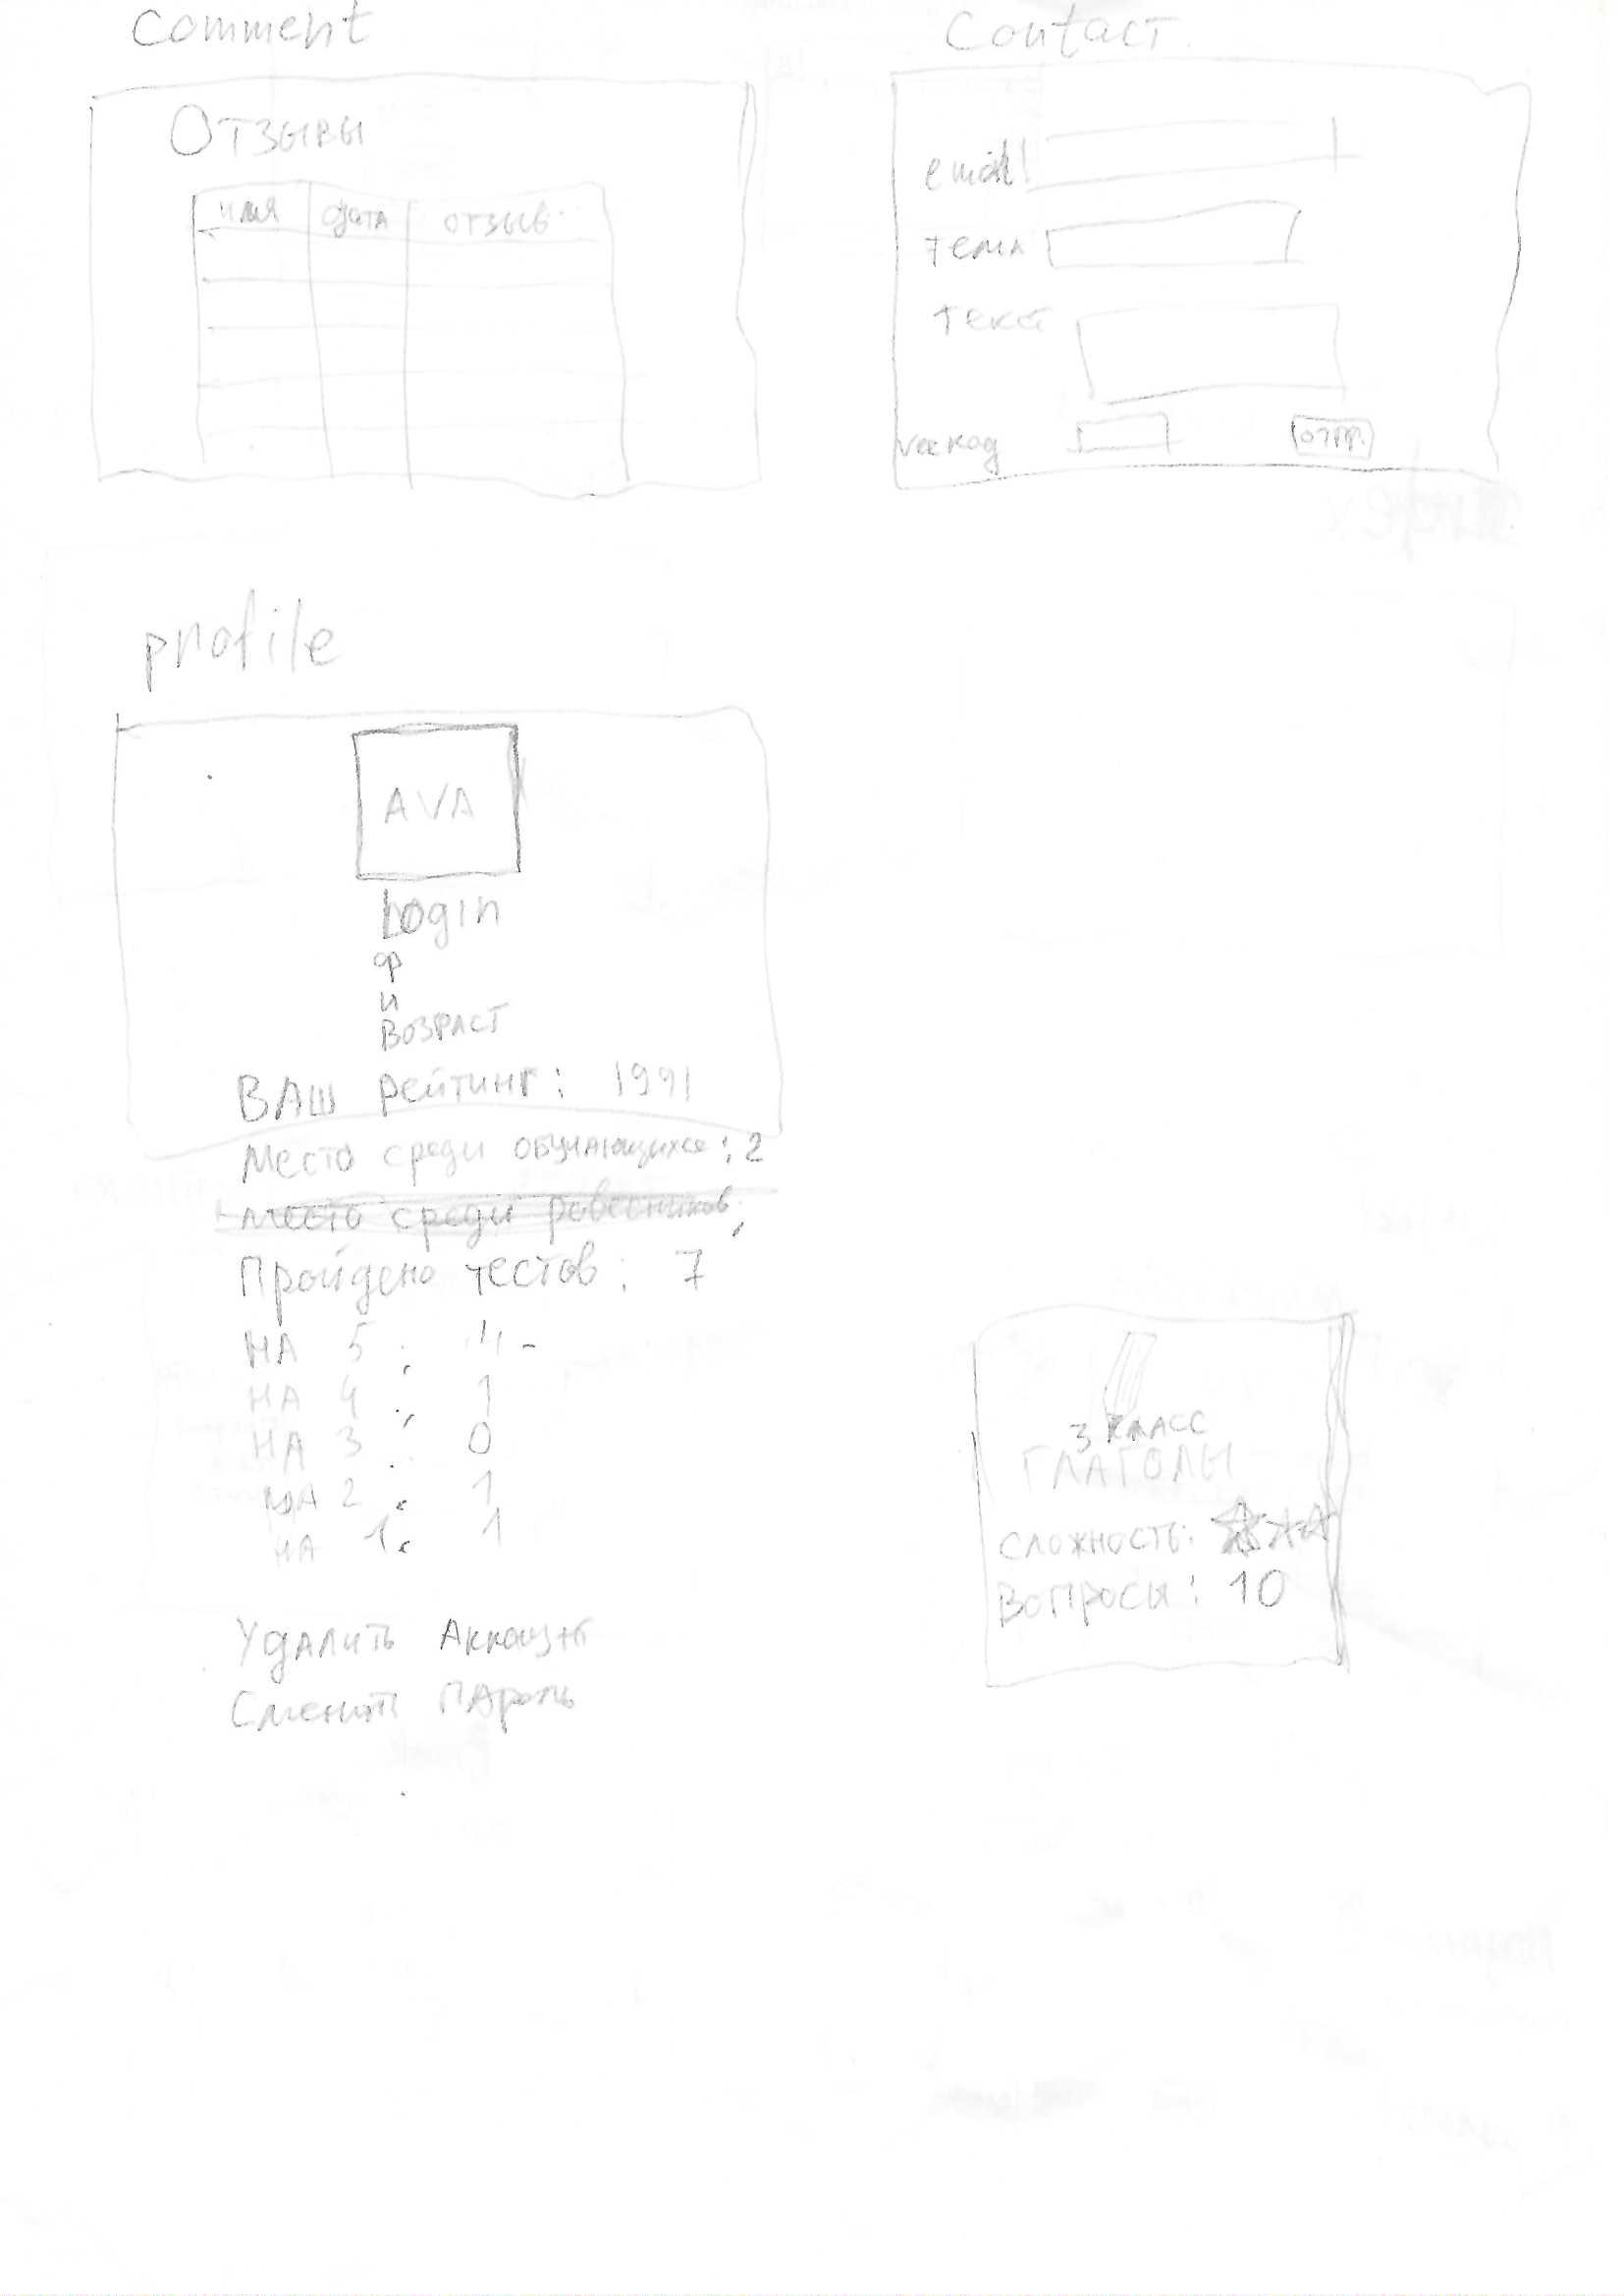 Comment
Отзывы
имя дата отзыв
Contact
email
тема
текст
отпр.
profile
AVA
Login
ф
и
возраст
Ваш рейтинг: 1991
Место среди обучающихся: 2
место среди ровесников:
Пройдено тестов: 7
НА 5: 4
НА 4: 1
НА 3: 0
НА 2: 1
НА 1: 1
Удалить Аккаунт
Сменить Пароль
3 класс
Глаголы
сложность:
Вопросы: 10